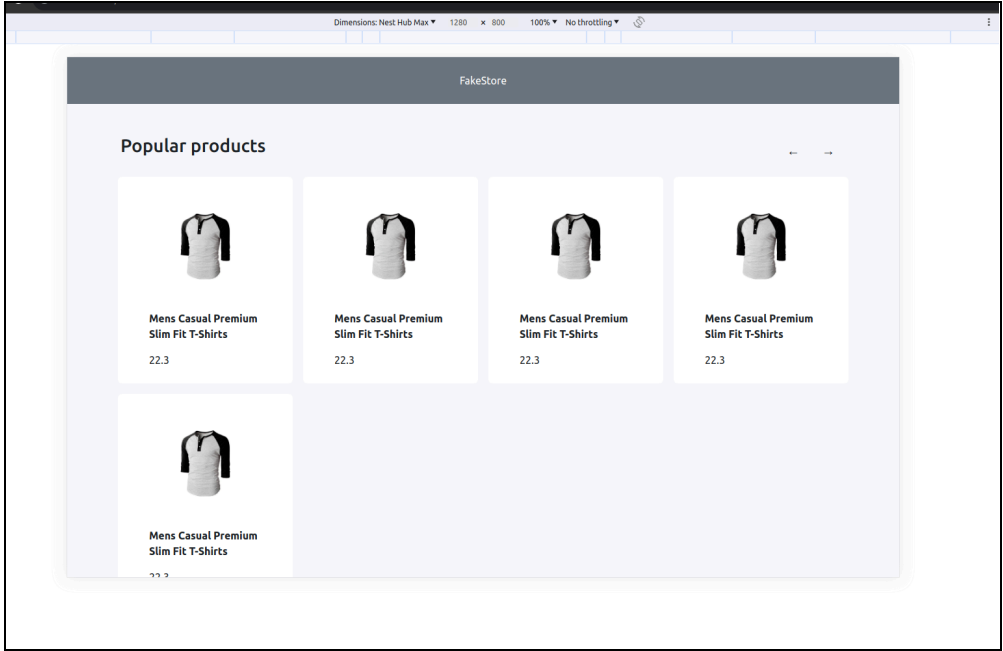 Dimensions: Nest Hub Max ▼ 1280 × 800 100% ▼ No throttling ▼
FakeStore
Popular products
← →
Mens Casual Premium
Slim Fit T-Shirts
22.3
Mens Casual Premium
Slim Fit T-Shirts
22.3
Mens Casual Premium
Slim Fit T-Shirts
22.3
Mens Casual Premium
Slim Fit T-Shirts
22.3
Mens Casual Premium
Slim Fit T-Shirts
22.3